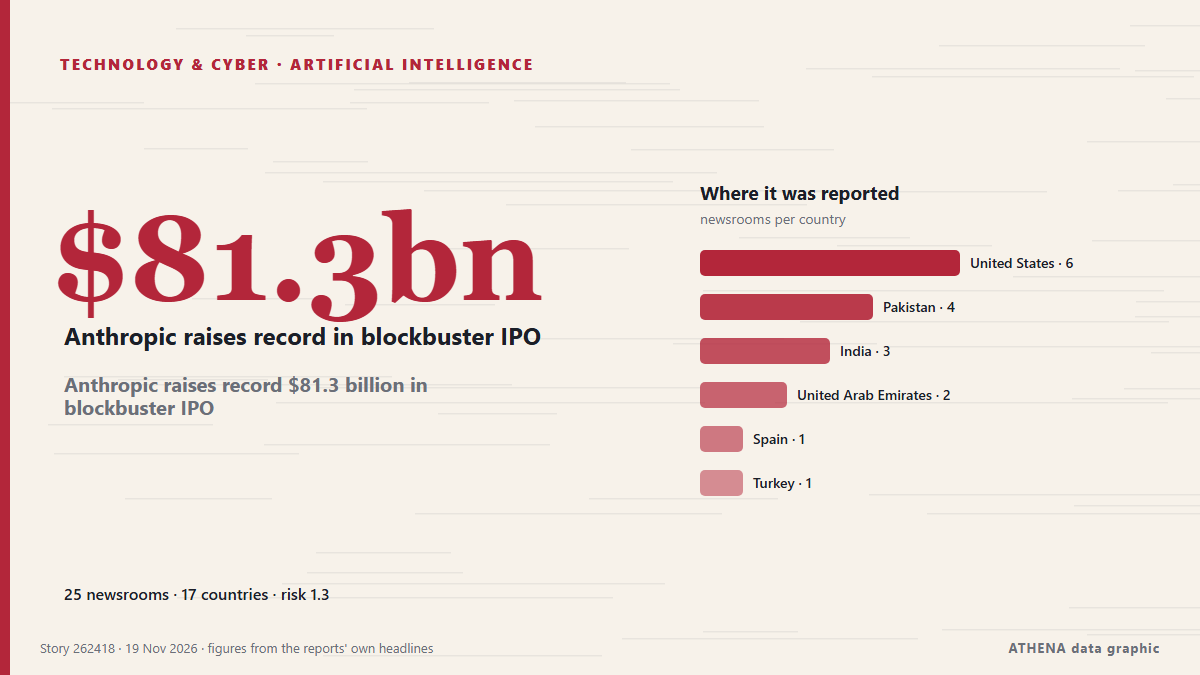 TECHNOLOGY & CYBER · ARTIFICIAL INTELLIGENCE
$81.3bn
Anthropic raises record in blockbuster IPO
Anthropic raises record $81.3 billion in
blockbuster IPO
Where it was reported
newsrooms per country
United States · 6
Pakistan · 4
India · 3
United Arab Emirates · 2
Spain · 1
Turkey · 1
25 newsrooms · 17 countries · risk 1.3
Story 262418 · 19 Nov 2026 · figures from the reports' own headlines
ATHENA data graphic